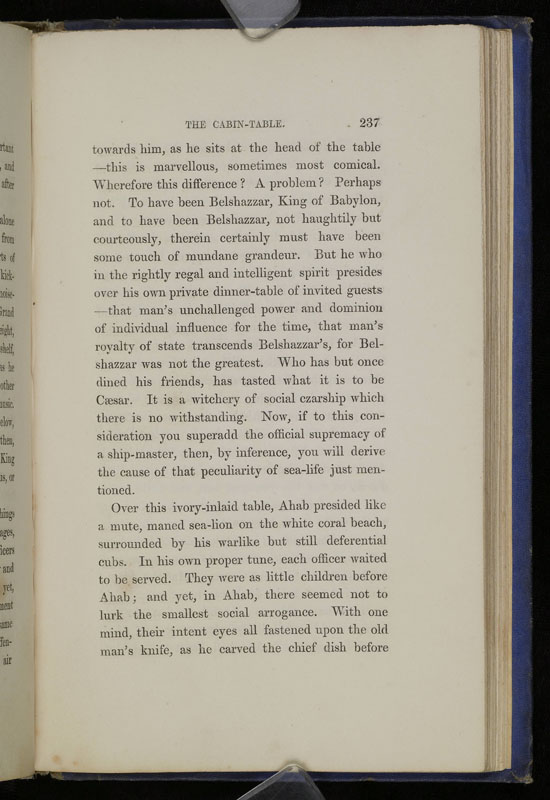 THE CABIN-TABLE. 237
towards him, as he sits at the head of the table
—this is marvellous, sometimes most comical.
Wherefore this difference? A problem? Perhaps
not. To have been Belshazzar, King of Babylon,
and to have been Belshazzar, not haughtily but
courteously, therein certainly must have been
some touch of mundane grandeur. But he who
in the rightly regal and intelligent spirit presides
over his own private dinner-table of invited guests
—that man's unchallenged power and dominion
of individual influence for the time, that man's
royalty of state transcends Belshazzar's, for Bel-
shazzar was not the greatest. Who has but once
dined his friends, has tasted what it is to be
Cæsar. It is a witchery of social czarship which
there is no withstanding. Now, if to this con-
sideration you superadd the official supremacy of
a ship-master, then, by inference, you will derive
the cause of that peculiarity of sea-life just men-
tioned.
Over this ivory-inlaid table, Ahab presided like
a mute, maned sea-lion on the white coral beach,
surrounded by his warlike but still deferential
cubs. In his own proper tune, each officer waited
to be served. They were as little children before
Ahab; and yet, in Ahab, there seemed not to
lurk the smallest social arrogance. With one
mind, their intent eyes all fastened upon the old
man's knife, as he carved the chief dish before